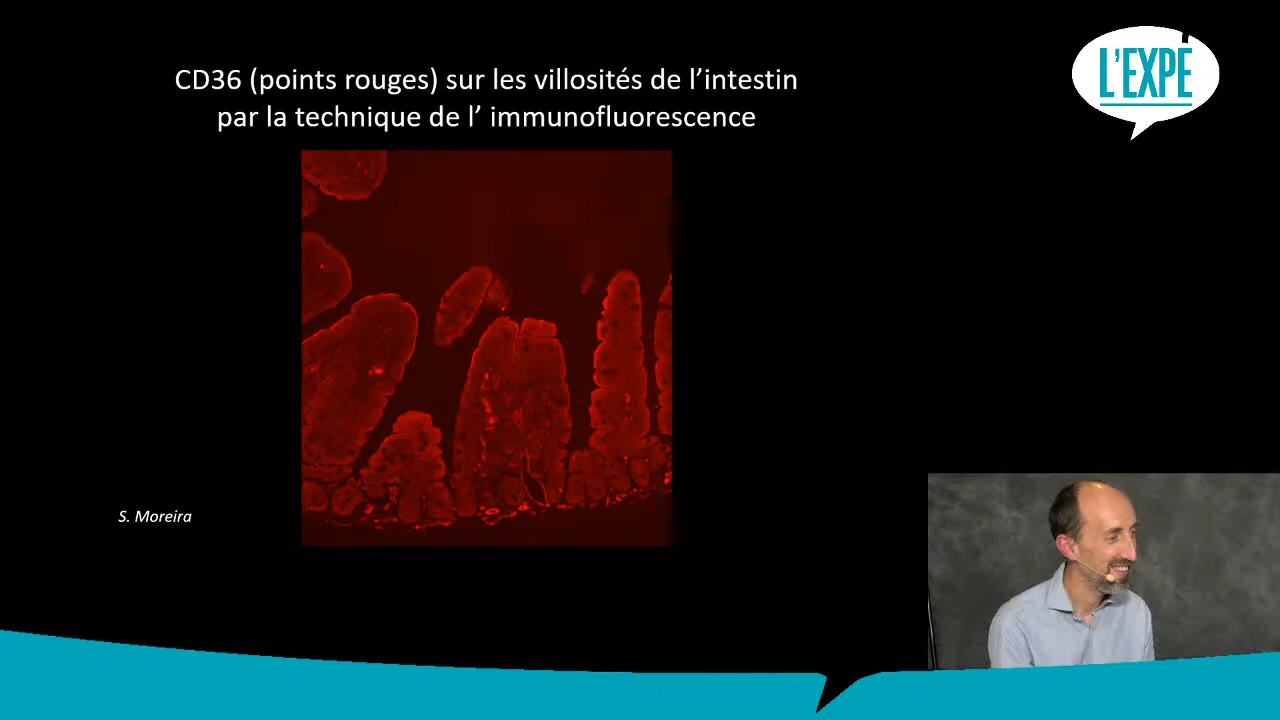 CD36 (points rouges) sur les villosités de l’intestin
par la technique de l’ immunofluorescence
L’EXPÉ
S. Moreira